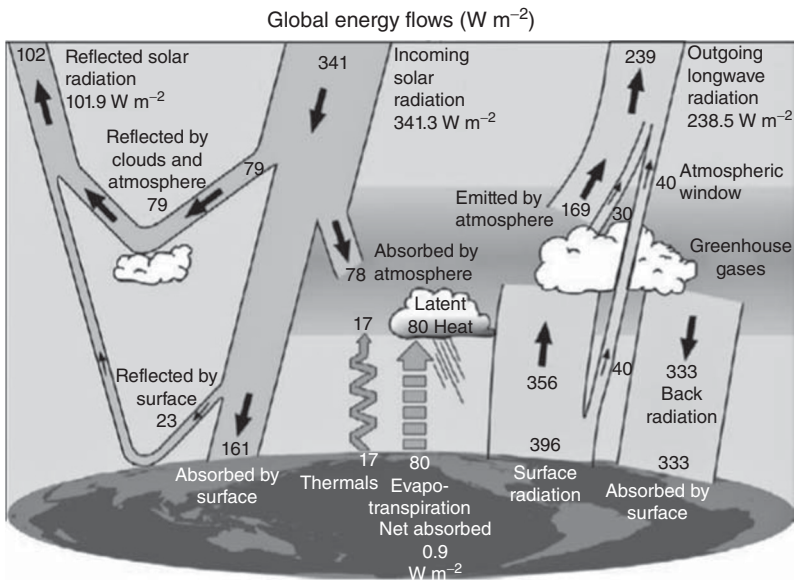 Global energy flows (W m⁻²)
102
Reflected solar
radiation
101.9 W m⁻²
341
Incoming
solar
radiation
341.3 W m⁻²
239
Outgoing
longwave
radiation
238.5 W m⁻²
Reflected by
clouds and
atmosphere
79
79
Emitted by
atmosphere
169
30
40
Atmospheric
window
Greenhouse
gases
Absorbed by
atmosphere
78
Latent
80 Heat
17
Reflected by
surface
23
356
40
333
Back
radiation
161
Absorbed by
surface
17
Thermals
80
Evapo-
transpiration
Net absorbed
0.9
W m⁻²
396
Surface
radiation
333
Absorbed by
surface